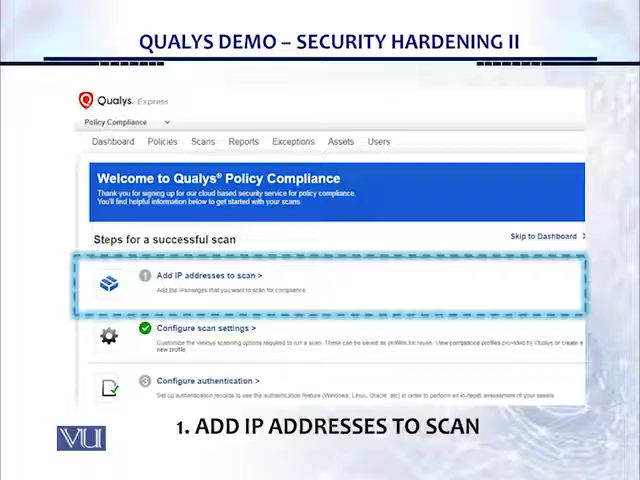 QUALYS DEMO – SECURITY HARDENING II
Qualys. Express
Policy Compliance
Dashboard Policies Scans Reports Exceptions Assets Users
Welcome to Qualys® Policy Compliance
Thank you for signing up for our cloud based security service for policy compliance.
You'll find helpful information below to get started with your scans.
Steps for a successful scan
Skip to Dashboard >
1 Add IP addresses to scan >
Add the IPs/ranges that you want to scan for compliance.
Configure scan settings >
Customize the various scanning options required to run a scan. These can be saved as profiles for reuse. View compliance profiles provided by Qualys or create a
new profile
3 Configure authentication >
Set up authentication records to use the authentication feature (Windows, Linux, Oracle, etc) in order to perform an in-depth assessment of your assets
1. ADD IP ADDRESSES TO SCAN
VU